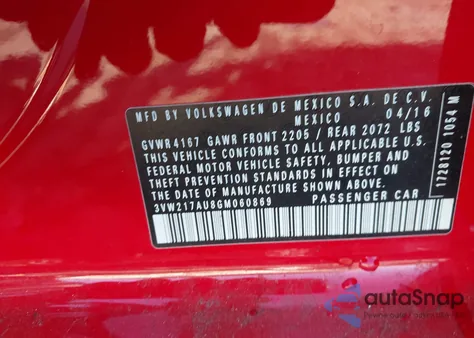 MFD BY VOLKSWAGEN DE MEXICO S.A. DE C.V.
MEXICO 04/16
GVWR 4167 GAWR FRONT 2205 / REAR 2072 LBS
THIS VEHICLE CONFORMS TO ALL APPLICABLE U.S.
FEDERAL MOTOR VEHICLE SAFETY, BUMPER AND
THEFT PREVENTION STANDARDS IN EFFECT ON
THE DATE OF MANUFACTURE SHOWN ABOVE.
3VW217AU8GM060869 PASSENGER CAR
1728120 1054 M
autoSnap